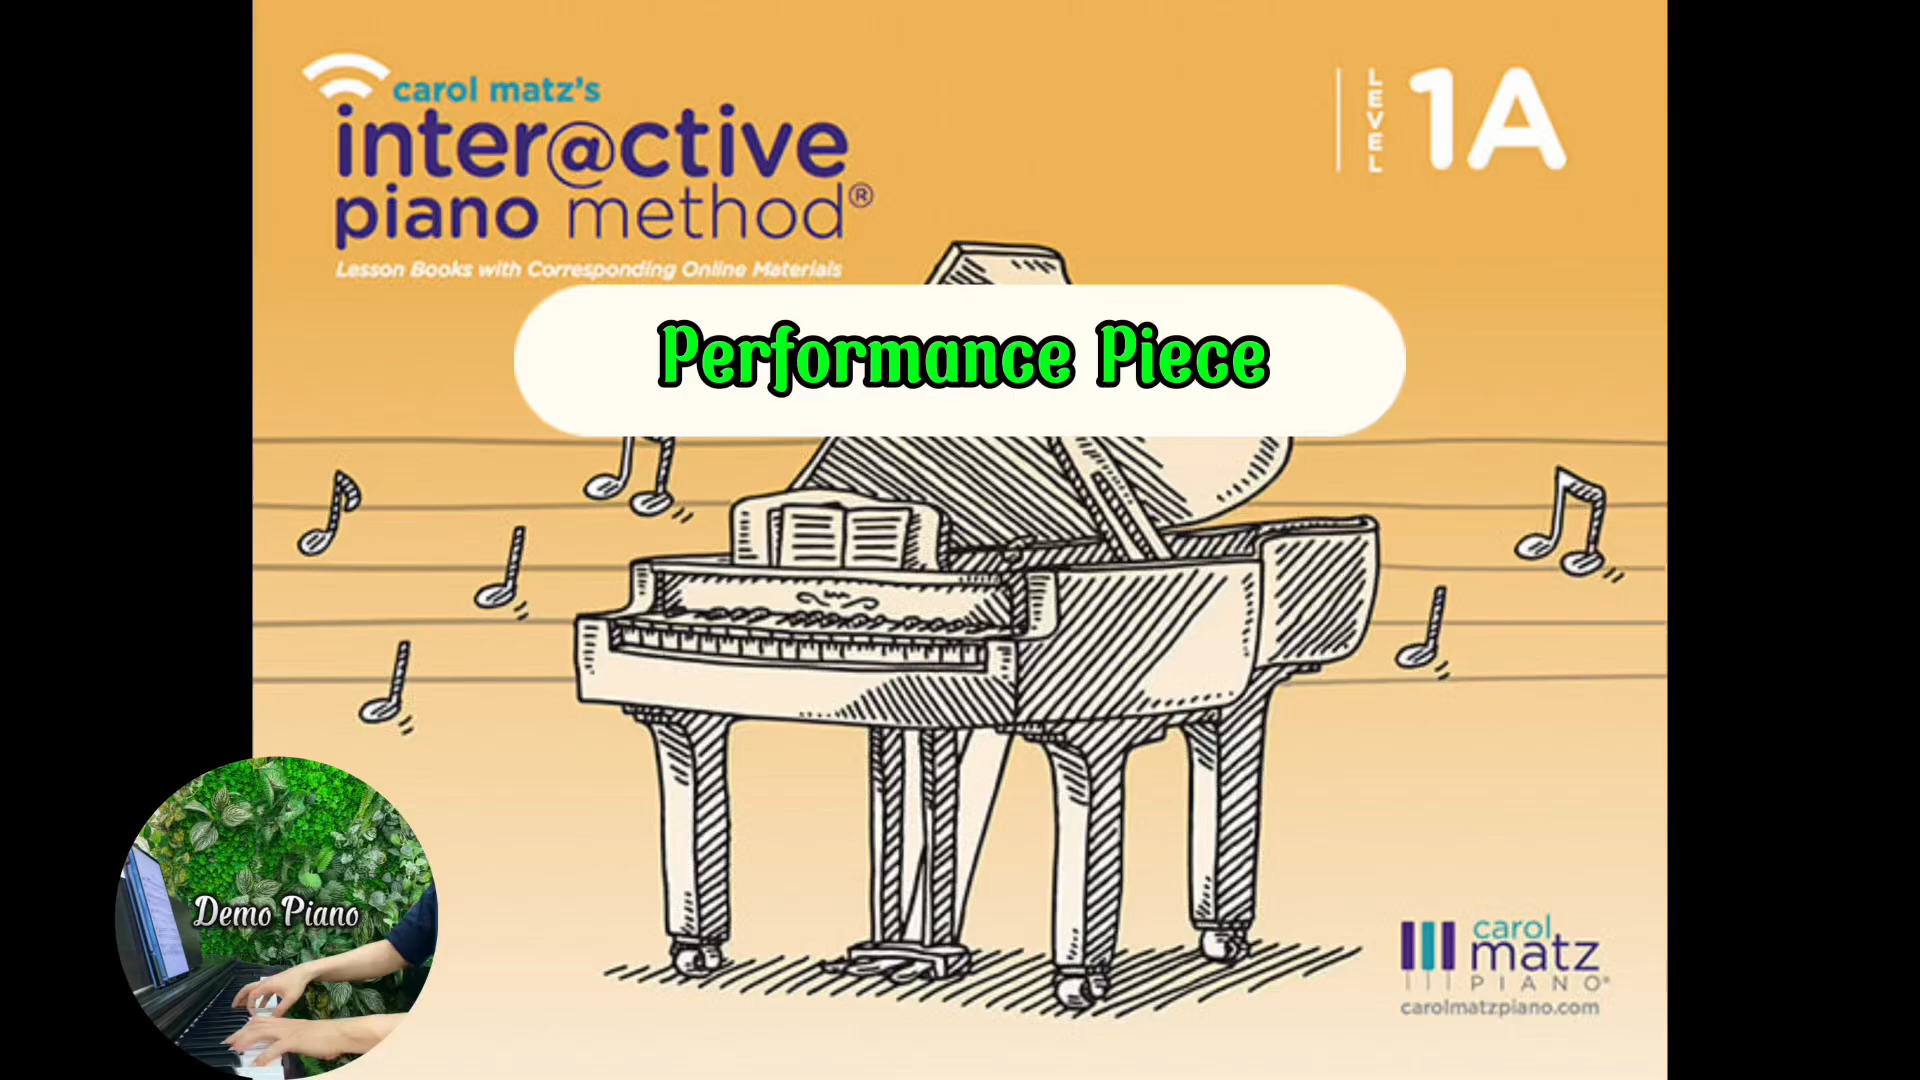 carol matz's
inter@ctive
piano method®
Lesson Books with Corresponding Online Materials
LEVEL 1A
Performance Piece
Demo Piano
carol
matz
PIANO®
carolmatzpiano.com